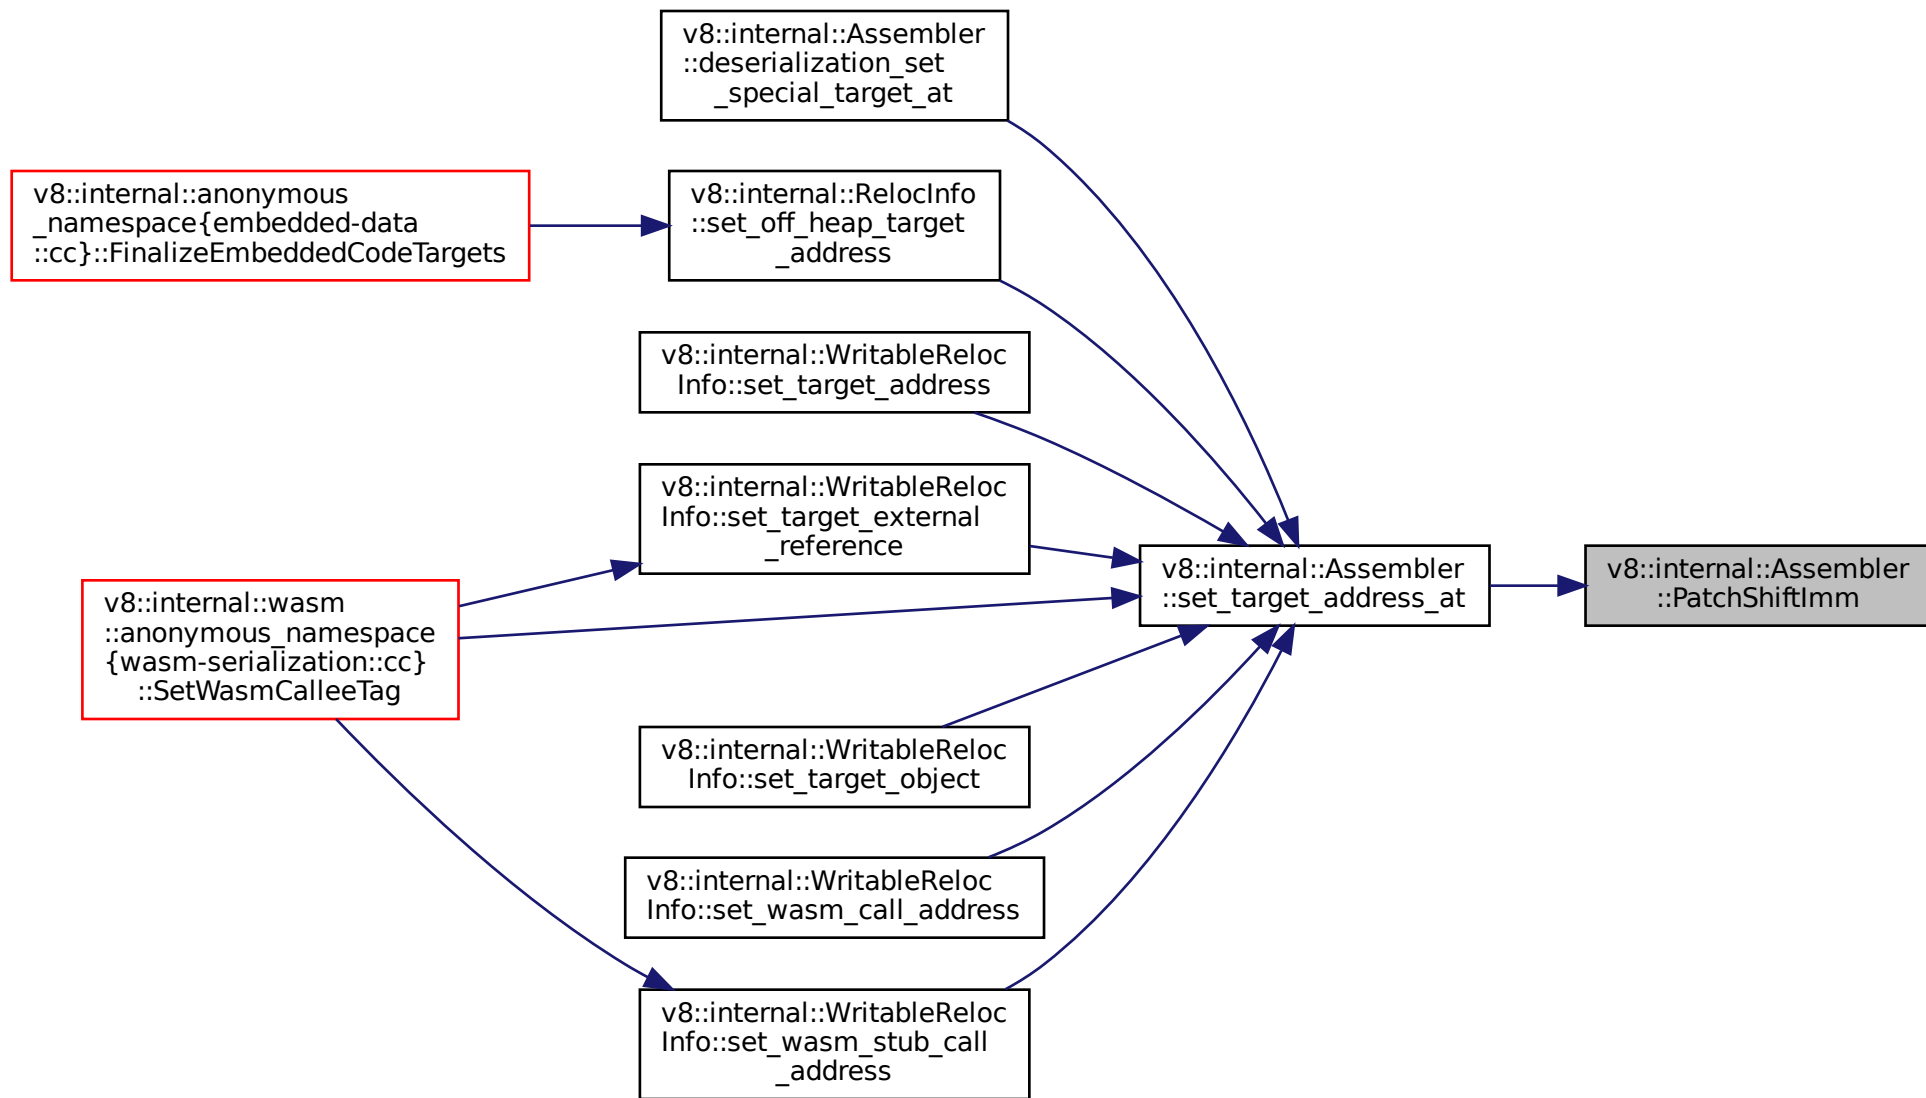 v8::internal::Assembler
::deserialization_set
_special_target_at
v8::internal::anonymous
_namespace{embedded-data
::cc}::FinalizeEmbeddedCodeTargets
v8::internal::RelocInfo
::set_off_heap_target
_address
v8::internal::WritableReloc
Info::set_target_address
v8::internal::WritableReloc
Info::set_target_external
_reference
v8::internal::wasm
::anonymous_namespace
{wasm-serialization::cc}
::SetWasmCalleeTag
v8::internal::Assembler
::set_target_address_at
v8::internal::Assembler
::PatchShiftImm
v8::internal::WritableReloc
Info::set_target_object
v8::internal::WritableReloc
Info::set_wasm_call_address
v8::internal::WritableReloc
Info::set_wasm_stub_call
_address